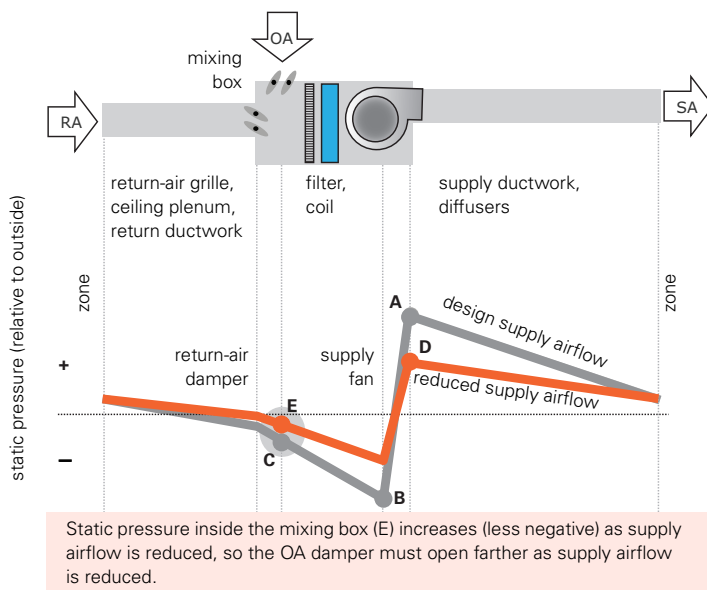 OA
mixing
box
RA
SA
return-air grille,
ceiling plenum,
return ductwork
filter,
coil
supply ductwork,
diffusers
static pressure (relative to outside)
zone
zone
A
design supply airflow
D
reduced supply airflow
return-air
damper
supply
fan
+
E
C
–
B
Static pressure inside the mixing box (E) increases (less negative) as supply
airflow is reduced, so the OA damper must open farther as supply airflow
is reduced.